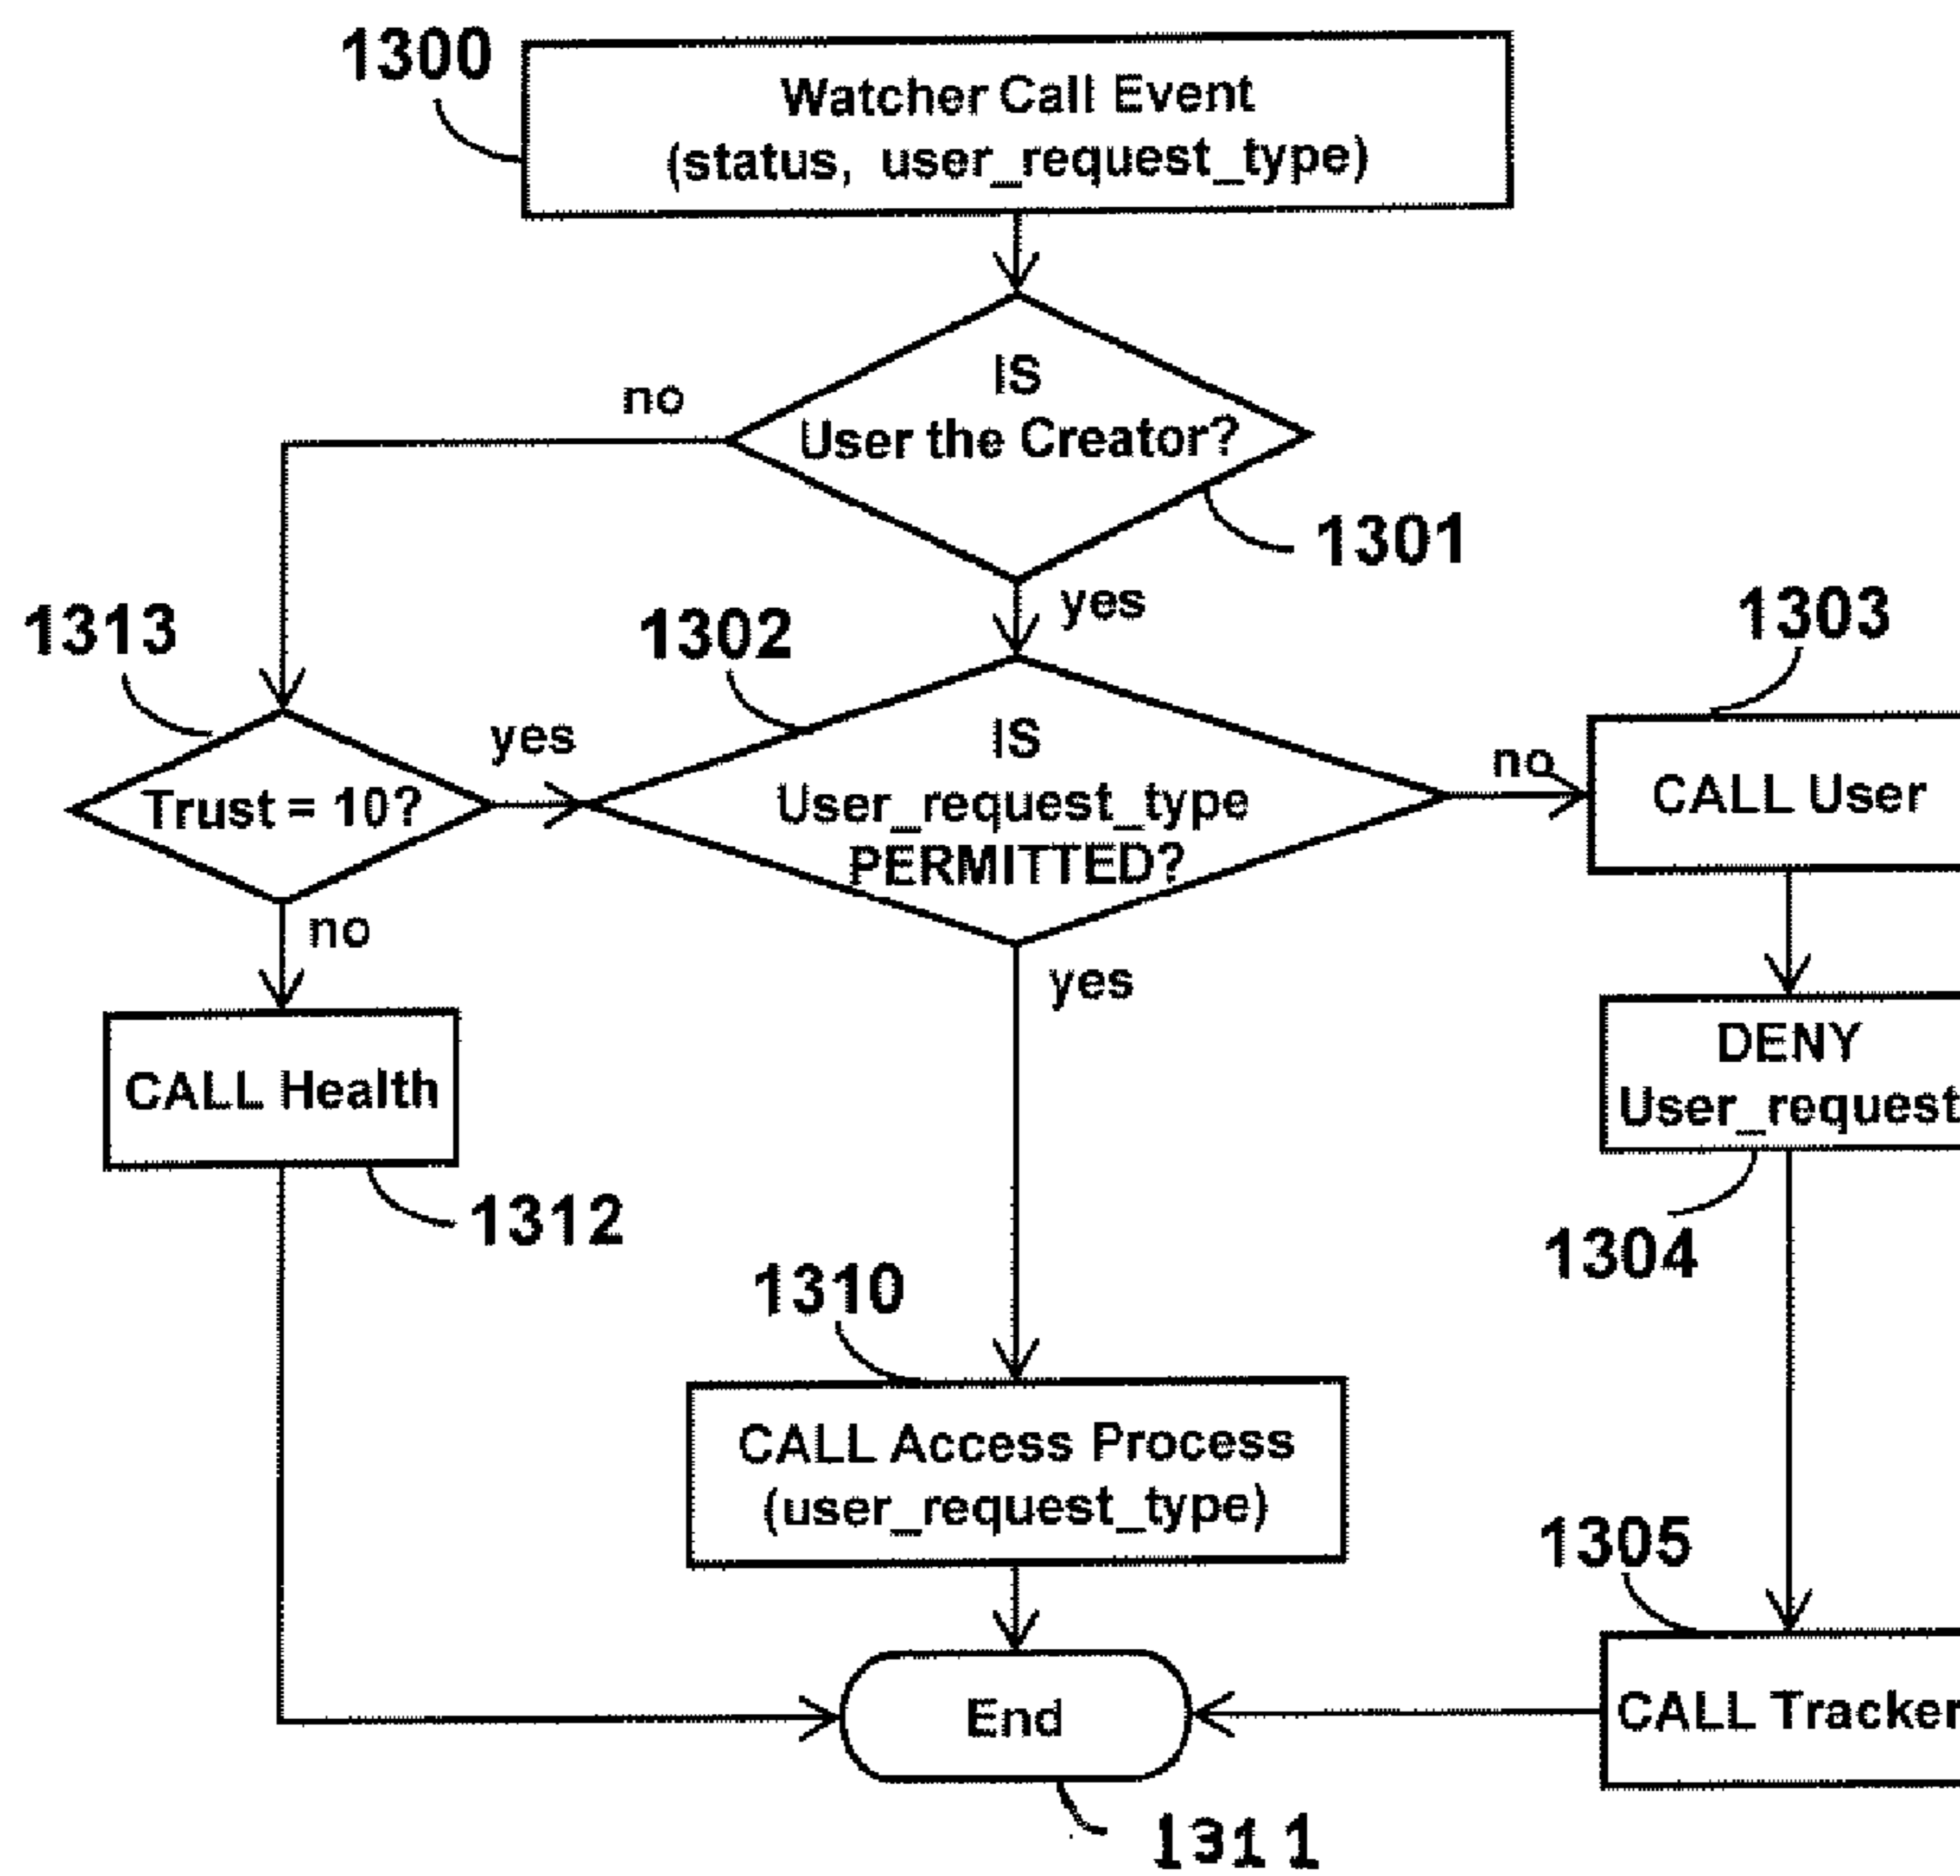 1300
Watcher Call Event
(status, user_request_type)
IS
User the Creator?
no
1301
yes
1313
1302
1303
Trust = 10?
yes
IS
User_request_type
PERMITTED?
no
CALL User
no
yes
CALL Health
DENY
User_request
1312
1304
1310
CALL Access Process
(user_request_type)
1305
End
CALL Tracker
1311